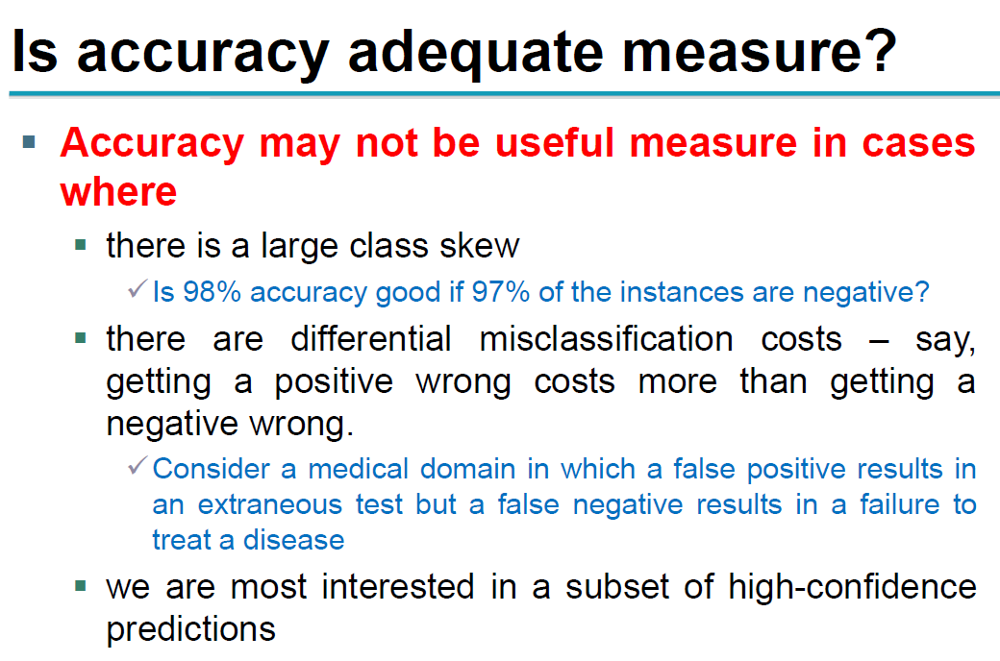 Is accuracy adequate measure?
▪ Accuracy may not be useful measure in cases
where
▪ there is a large class skew
✓Is 98% accuracy good if 97% of the instances are negative?
▪ there are differential misclassification costs – say,
getting a positive wrong costs more than getting a
negative wrong.
✓Consider a medical domain in which a false positive results in
an extraneous test but a false negative results in a failure to
treat a disease
▪ we are most interested in a subset of high-confidence
predictions